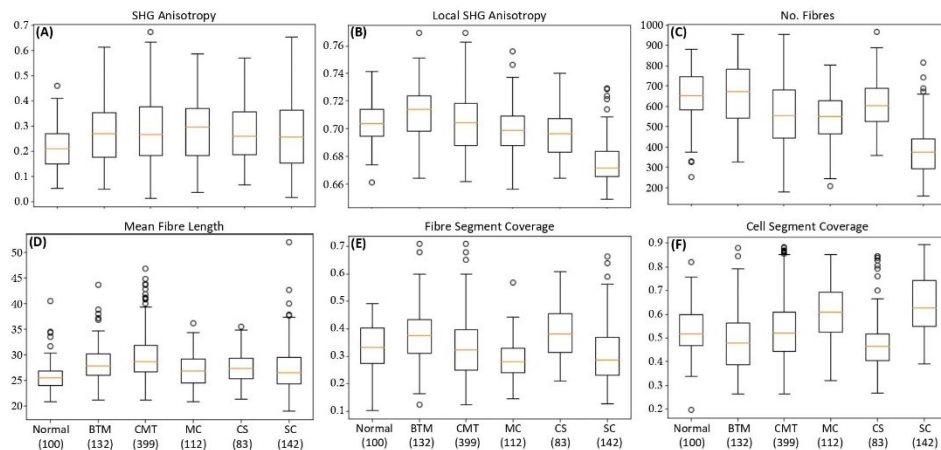 SHG Anisotropy
(A)
0.7
0.6
0.5
0.4
0.3
0.2
0.1
0.0
Local SHG Anisotropy
(B)
0.76
0.74
0.72
0.70
0.68
0.66
No. Fibres
(C)
1000
900
800
700
600
500
400
300
200
Mean Fibre Length
(D)
50
45
40
35
30
25
20
Normal BTM CMT MC CS SC
(100) (132) (399) (112) (83) (142)
Fibre Segment Coverage
(E)
0.7
0.6
0.5
0.4
0.3
0.2
0.1
Normal BTM CMT MC CS SC
(100) (132) (399) (112) (83) (142)
Cell Segment Coverage
(F)
0.9
0.8
0.7
0.6
0.5
0.4
0.3
0.2
Normal BTM CMT MC CS SC
(100) (132) (399) (112) (83) (142)